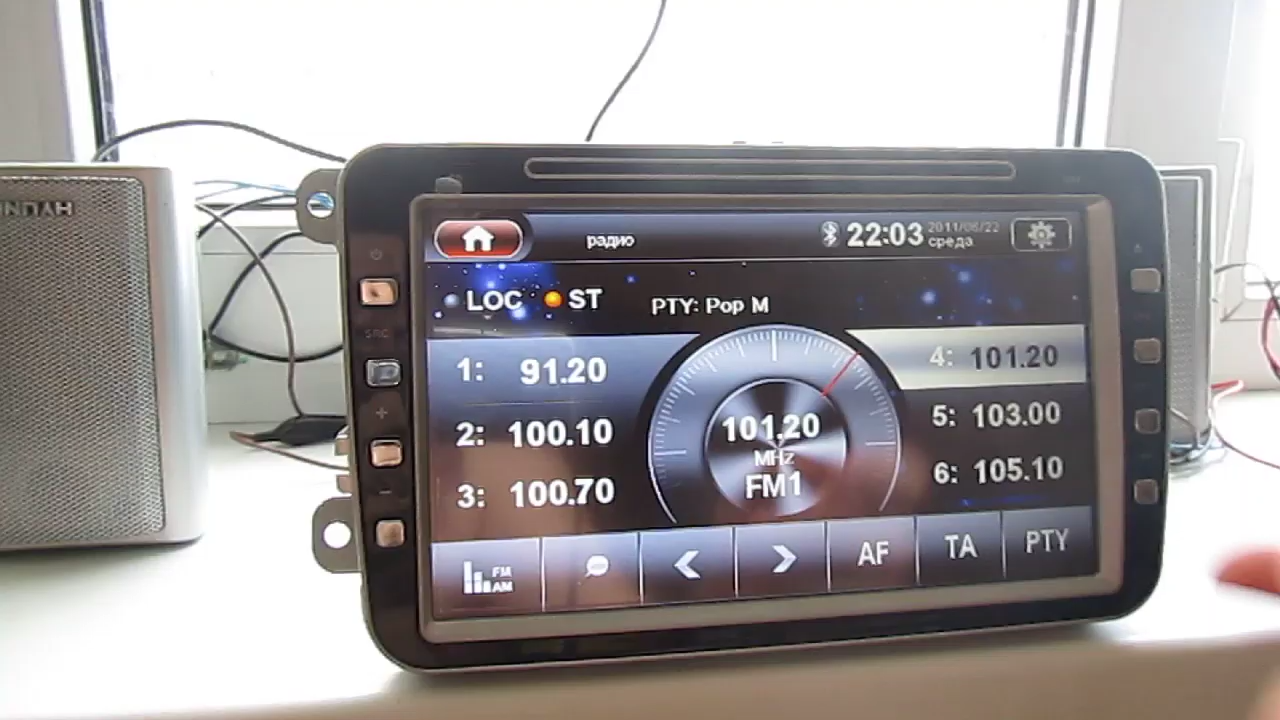 радио
22:03
2011/06/22
среда
LOC
ST
PTY: Pop M
1: 91.20
2: 100.10
3: 100.70
101.20
MHz
FM1
4: 101.20
5: 103.00
6: 105.10
FM
AM
AF
TA
PTY
SRC
+
-